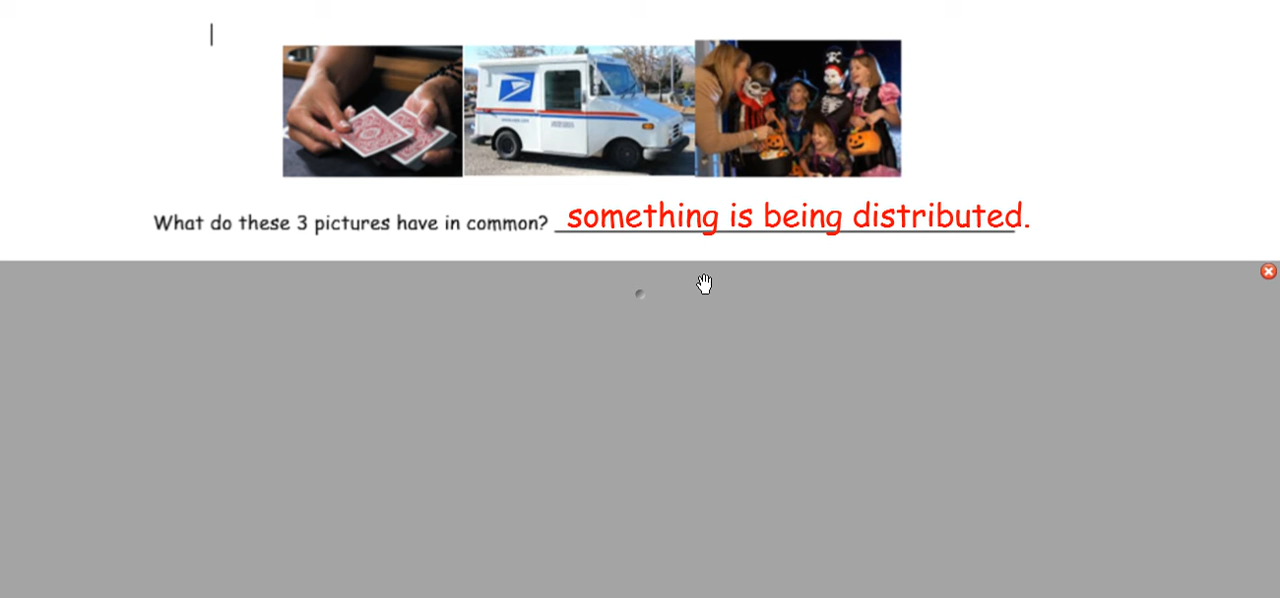 What do these 3 pictures have in common? something is being distributed.